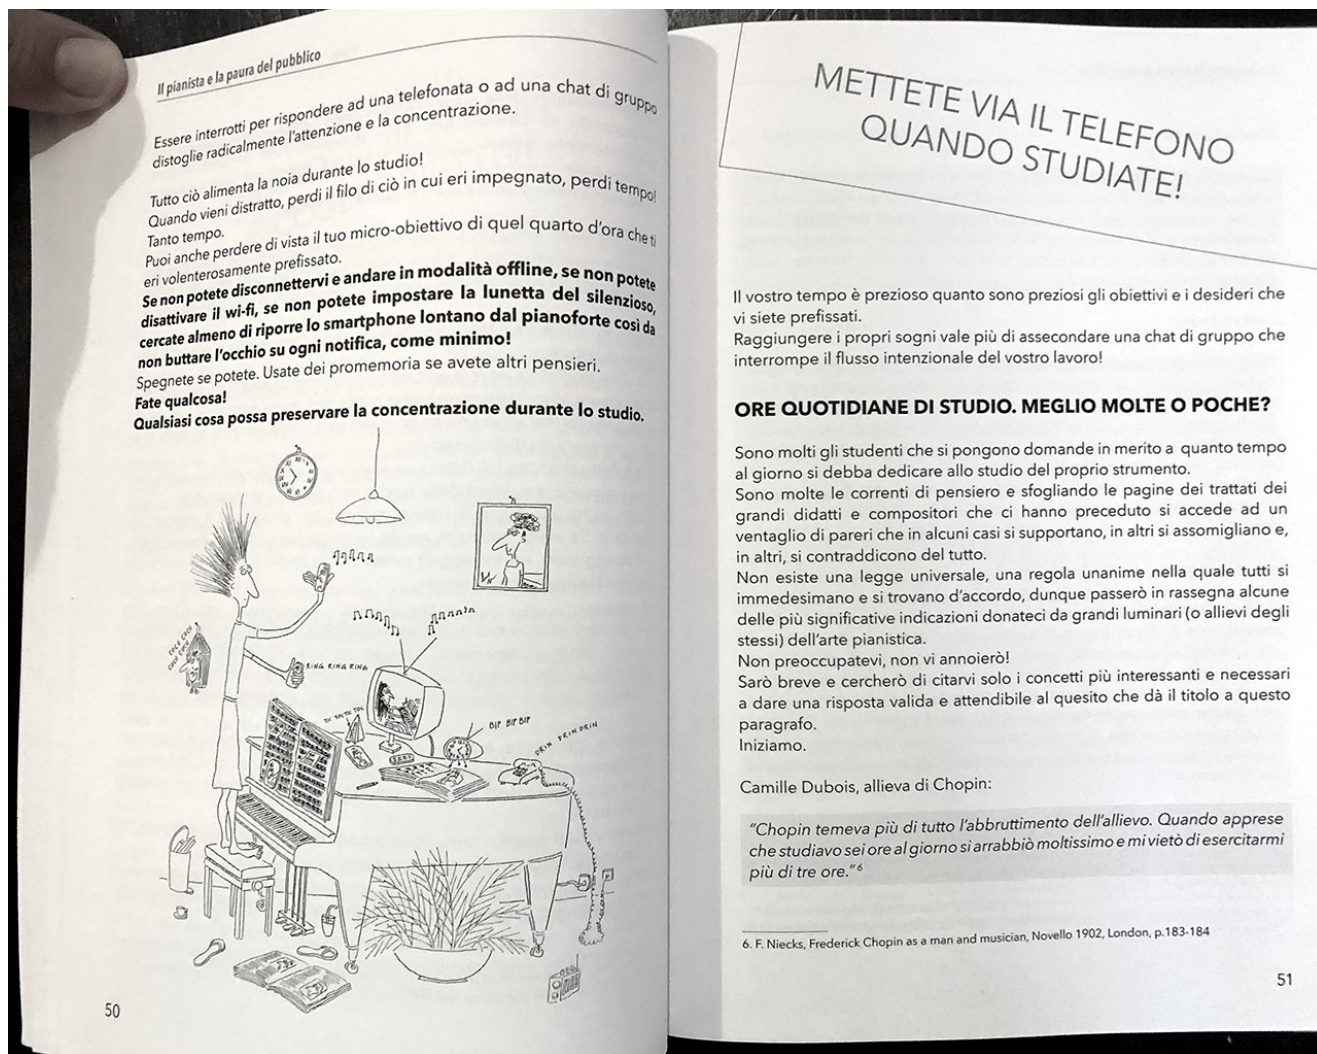 Il pianista e la paura del pubblico
Essere interrotti per rispondere ad una telefonata o ad una chat di gruppo
distoglie radicalmente l'attenzione e la concentrazione.
Tutto ciò alimenta la noia durante lo studio!
Quando vieni distratto, perdi il filo di ciò in cui eri impegnato, perdi tempo!
Tanto tempo.
Puoi anche perdere di vista il tuo micro-obiettivo di quel quarto d'ora che ti
eri volenterosamente prefissato.
Se non potete disconnettervi e andare in modalità offline, se non potete
disattivare il wi-fi, se non potete impostare la lunetta del silenzioso,
cercate almeno di riporre lo smartphone lontano dal pianoforte così da
non buttare l'occhio su ogni notifica, come minimo!
Spegnete se potete. Usate dei promemoria se avete altri pensieri.
Fate qualcosa!
Qualsiasi cosa possa preservare la concentrazione durante lo studio.
CUCU CUCU
CUCU CUCU
RING RING RING
TIC TOC TIC TOC
BIP BIP BIP
DRIN DRIN DRIN
50
METTETE VIA IL TELEFONO
QUANDO STUDIATE!
Il vostro tempo è prezioso quanto sono preziosi gli obiettivi e i desideri che
vi siete prefissati.
Raggiungere i propri sogni vale più di assecondare una chat di gruppo che
interrompe il flusso intenzionale del vostro lavoro!
ORE QUOTIDIANE DI STUDIO. MEGLIO MOLTE O POCHE?
Sono molti gli studenti che si pongono domande in merito a quanto tempo
al giorno si debba dedicare allo studio del proprio strumento.
Sono molte le correnti di pensiero e sfogliando le pagine dei trattati dei
grandi didatti e compositori che ci hanno preceduto si accede ad un
ventaglio di pareri che in alcuni casi si supportano, in altri si assomigliano e,
in altri, si contraddicono del tutto.
Non esiste una legge universale, una regola unanime nella quale tutti si
immedesimano e si trovano d'accordo, dunque passerò in rassegna alcune
delle più significative indicazioni donateci da grandi luminari (o allievi degli
stessi) dell'arte pianistica.
Non preoccupatevi, non vi annoierò!
Sarò breve e cercherò di citarvi solo i concetti più interessanti e necessari
a dare una risposta valida e attendibile al quesito che dà il titolo a questo
paragrafo.
Iniziamo.
Camille Dubois, allieva di Chopin:
"Chopin temeva più di tutto l'abbruttimento dell'allievo. Quando apprese
che studiavo sei ore al giorno si arrabbiò moltissimo e mi vietò di esercitarmi
più di tre ore."6
6. F. Niecks, Frederick Chopin as a man and musician, Novello 1902, London, p.183-184
51